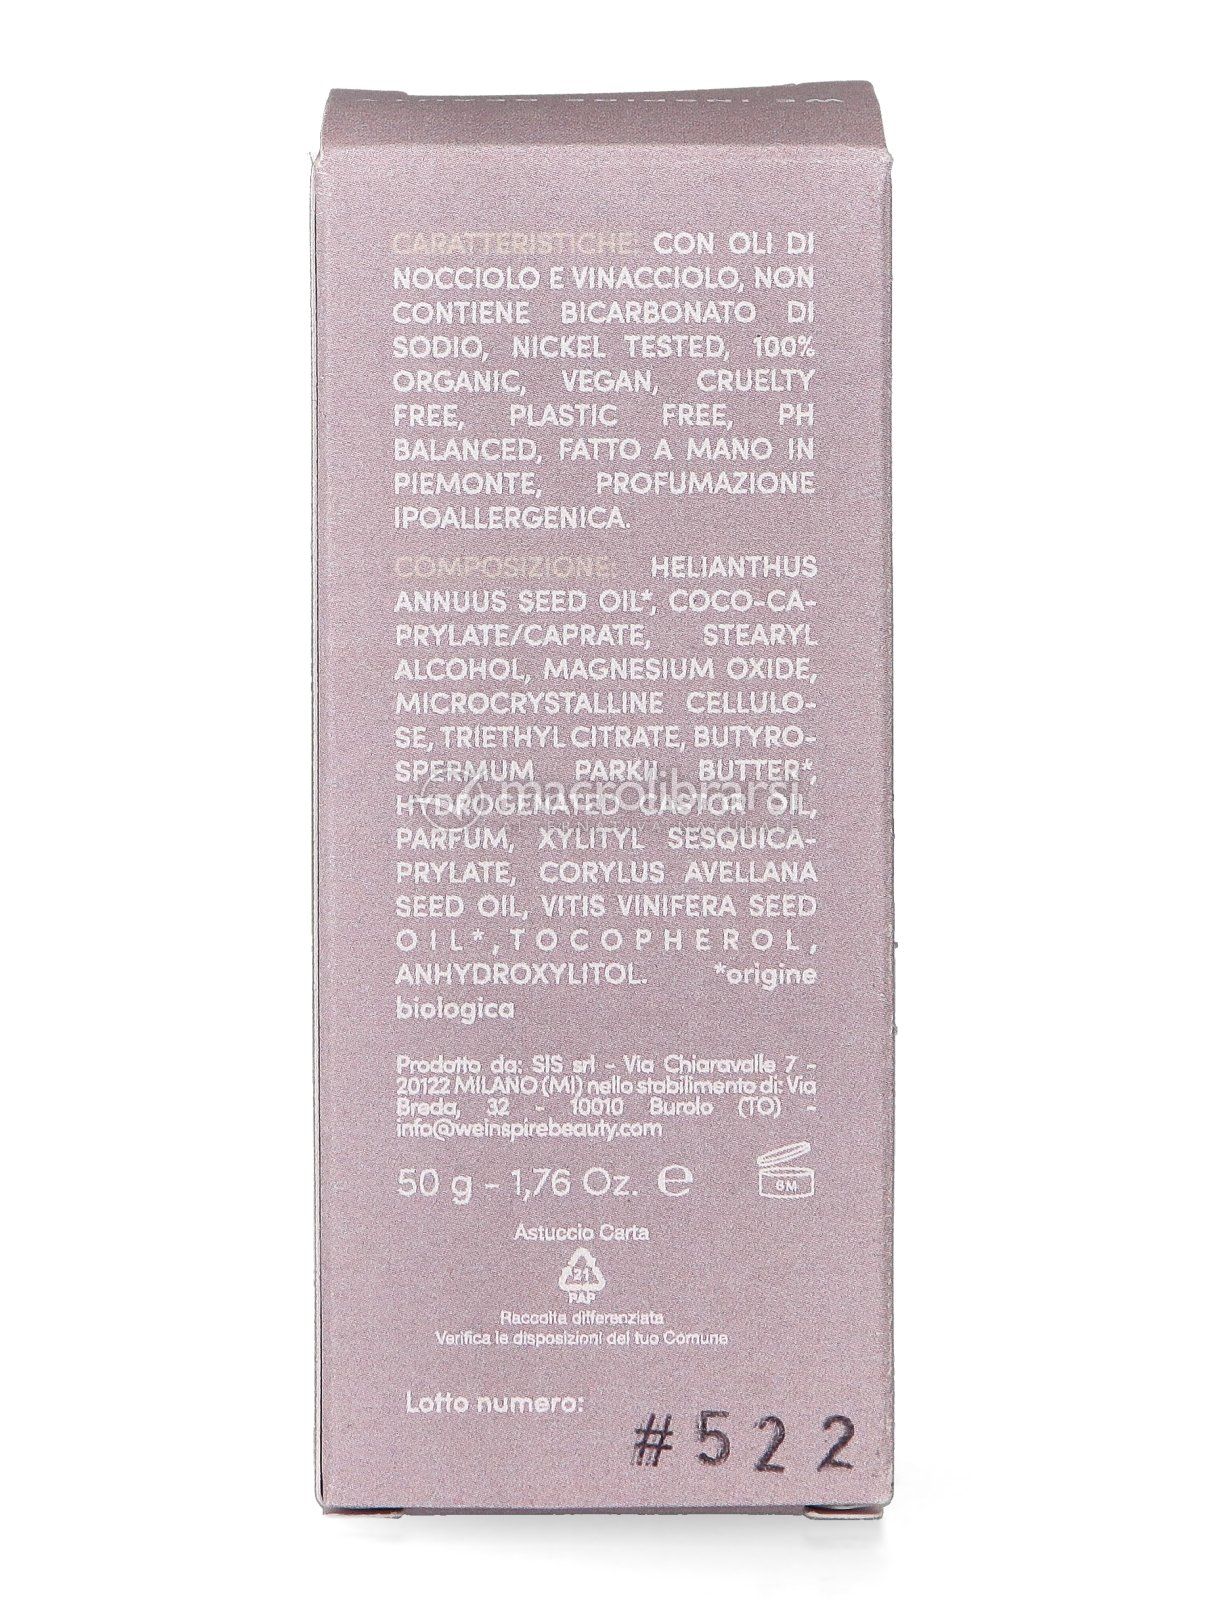 CARATTERISTICHE: CON OLI DI
NOCCIOLO E VINACCIOLO, NON
CONTIENE BICARBONATO DI
SODIO, NICKEL TESTED, 100%
ORGANIC, VEGAN, CRUELTY
FREE, PLASTIC FREE, PH
BALANCED, FATTO A MANO IN
PIEMONTE, PROFUMAZIONE
IPOALLERGENICA.
COMPOSIZIONE: HELIANTHUS
ANNUUS SEED OIL*, COCO-CA-
PRYLATE/CAPRATE, STEARYL
ALCOHOL, MAGNESIUM OXIDE,
MICROCRYSTALLINE CELLULO-
SE, TRIETHYL CITRATE, BUTYRO-
SPERMUM PARKII BUTTER*,
macrolibrarsi
HYDROGENATED CASTOR OIL,
PARFUM, XYLITYL SESQUICA-
PRYLATE, CORYLUS AVELLANA
SEED OIL, VITIS VINIFERA SEED
OIL*, TOCOPHEROL,
ANHYDROXYLITOL. *origine
biologica
Prodotto da: SIS srl - Via Chiaravalle 7 -
20122 MILANO (MI) nello stabilimento di: Via
Breda, 32 - 10010 Burolo (TO) -
info@weinspirebeauty.com
50 g - 1,76 Oz. e
6M
Astuccio Carta
21
PAP
Raccolta differenziata
Verifica le disposizioni del tuo Comune
Lotto numero:
#522